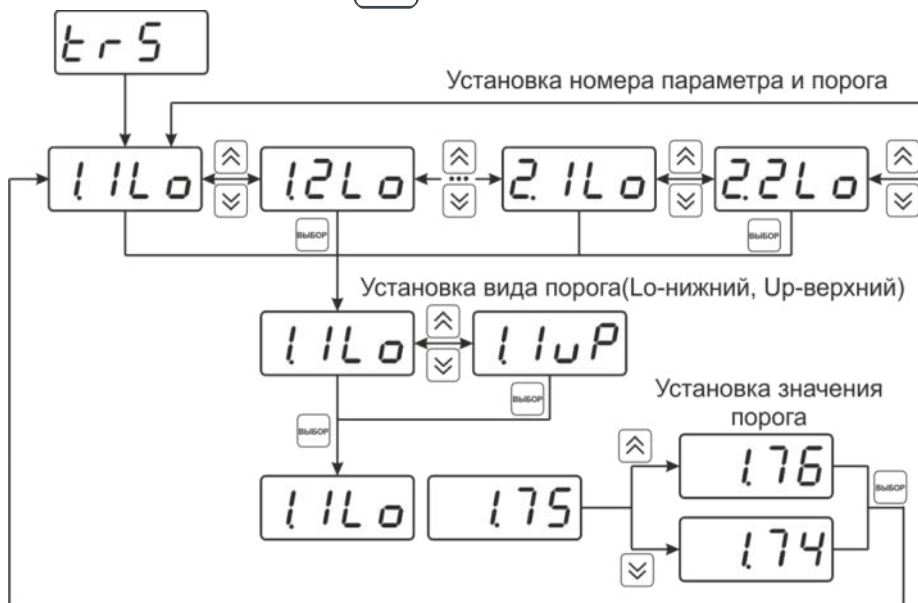 trS
Установка номера параметра и порога
1.1Lo 1.2Lo ... 2.1Lo 2.2Lo
ВЫБОР ВЫБОР
Установка вида порога(Lo-нижний, Up-верхний)
1.1Lo 1.1uP
ВЫБОР
ВЫБОР
Установка значения
порога
1.76
ВЫБОР
1.1Lo 1.75
1.74